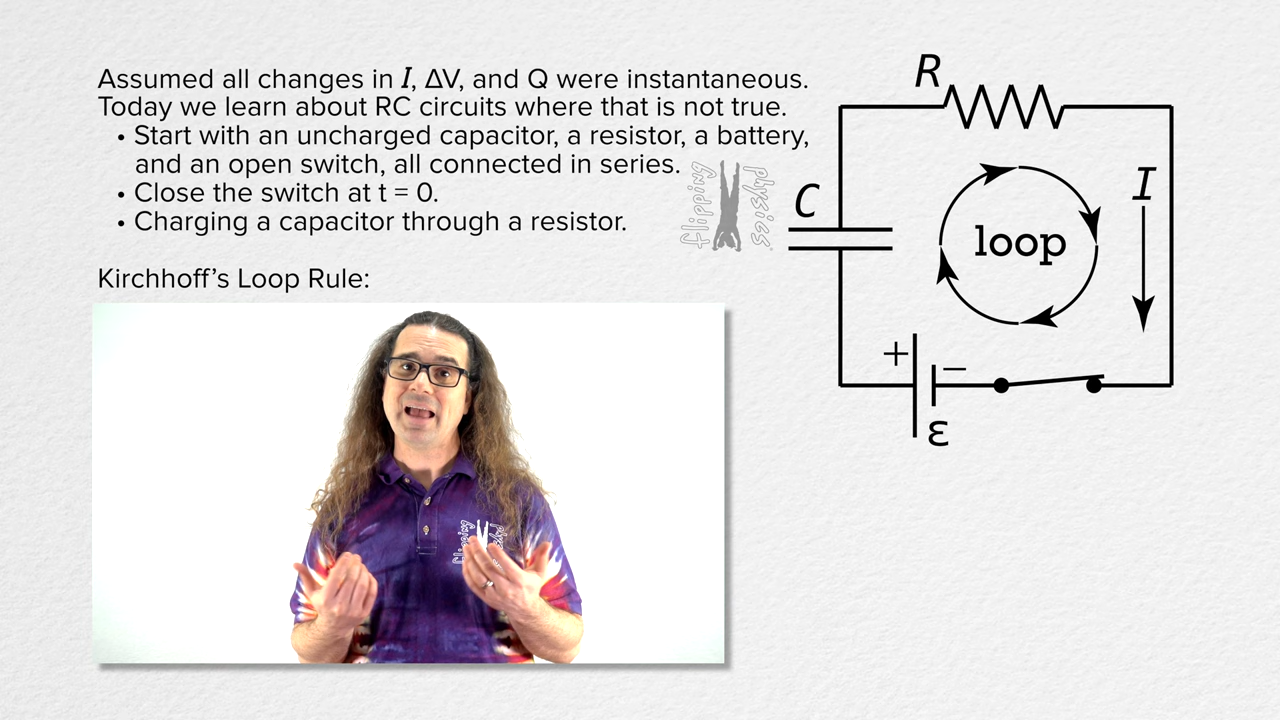 Assumed all changes in I, ΔV, and Q were instantaneous.
Today we learn about RC circuits where that is not true.
• Start with an uncharged capacitor, a resistor, a battery,
and an open switch, all connected in series.
• Close the switch at t = 0.
• Charging a capacitor through a resistor.
flipping physics
Kirchhoff's Loop Rule:
R
C
I
loop
+ −
ε
flipping